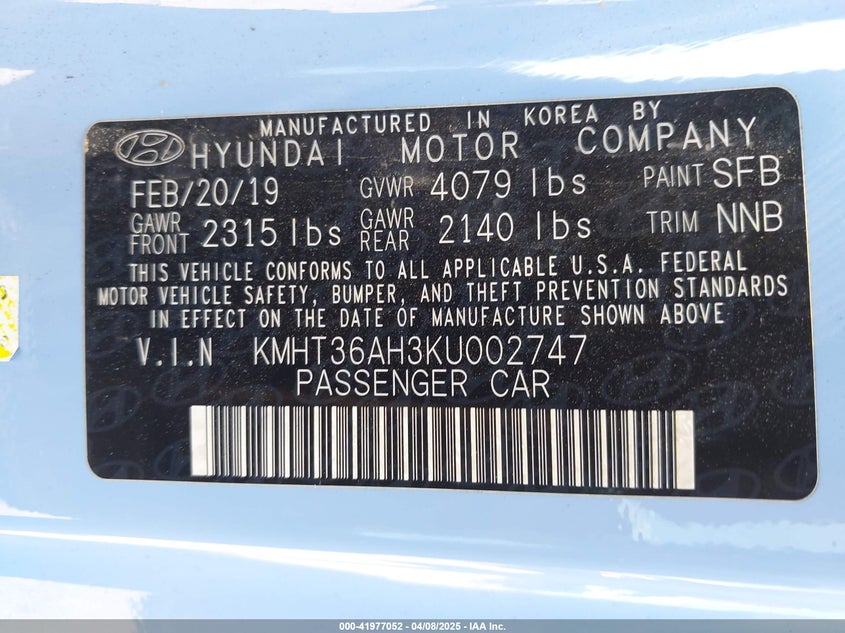 MANUFACTURED IN KOREA BY
HYUNDAI MOTOR COMPANY
FEB/20/19 GVWR 4079 lbs PAINT SFB
GAWR FRONT 2315 lbs GAWR REAR 2140 lbs TRIM NNB
THIS VEHICLE CONFORMS TO ALL APPLICABLE U.S.A. FEDERAL
MOTOR VEHICLE SAFETY, BUMPER, AND THEFT PREVENTION STANDARDS
IN EFFECT ON THE DATE OF MANUFACTURE SHOWN ABOVE
V.I.N KMHT36AH3KU002747
PASSENGER CAR
000-41977052 | 04/08/2025 - IAA Inc.